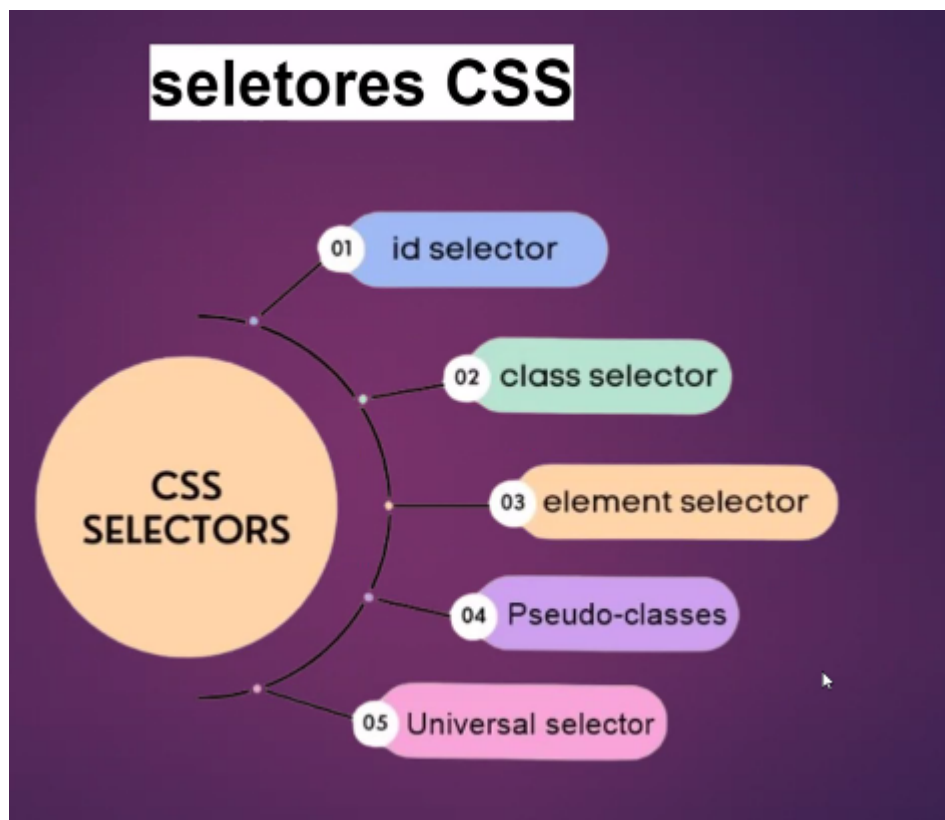 seletores CSS
01 id selector
02 class selector
CSS
SELECTORS
03 element selector
04 Pseudo-classes
05 Universal selector